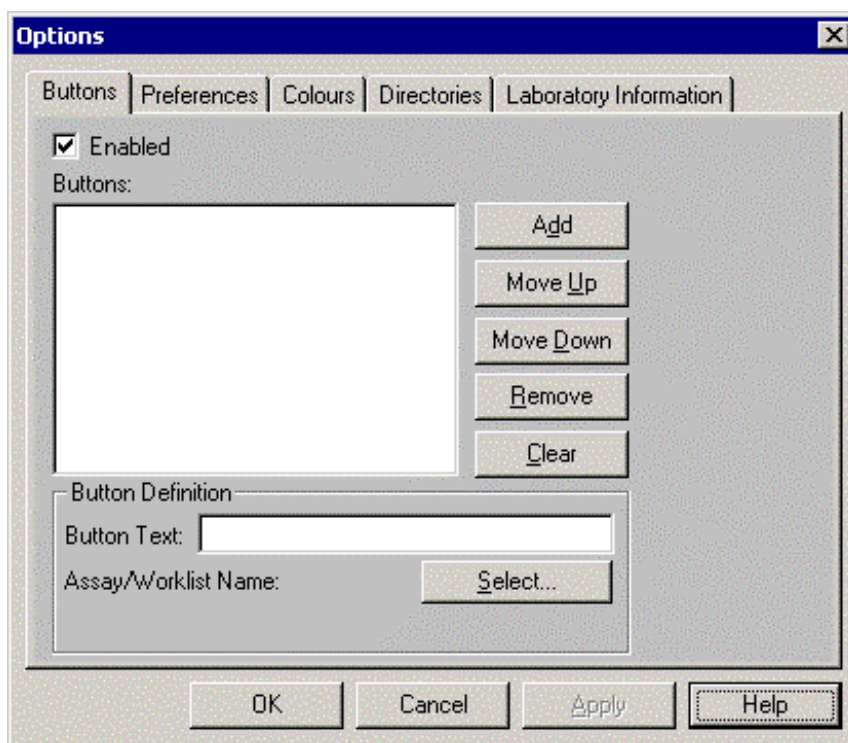 Options
Buttons Preferences Colours Directories Laboratory Information
Enabled
Buttons:
Add
Move Up
Move Down
Remove
Clear
Button Definition
Button Text:
Assay/Worklist Name: Select...
OK Cancel Apply Help